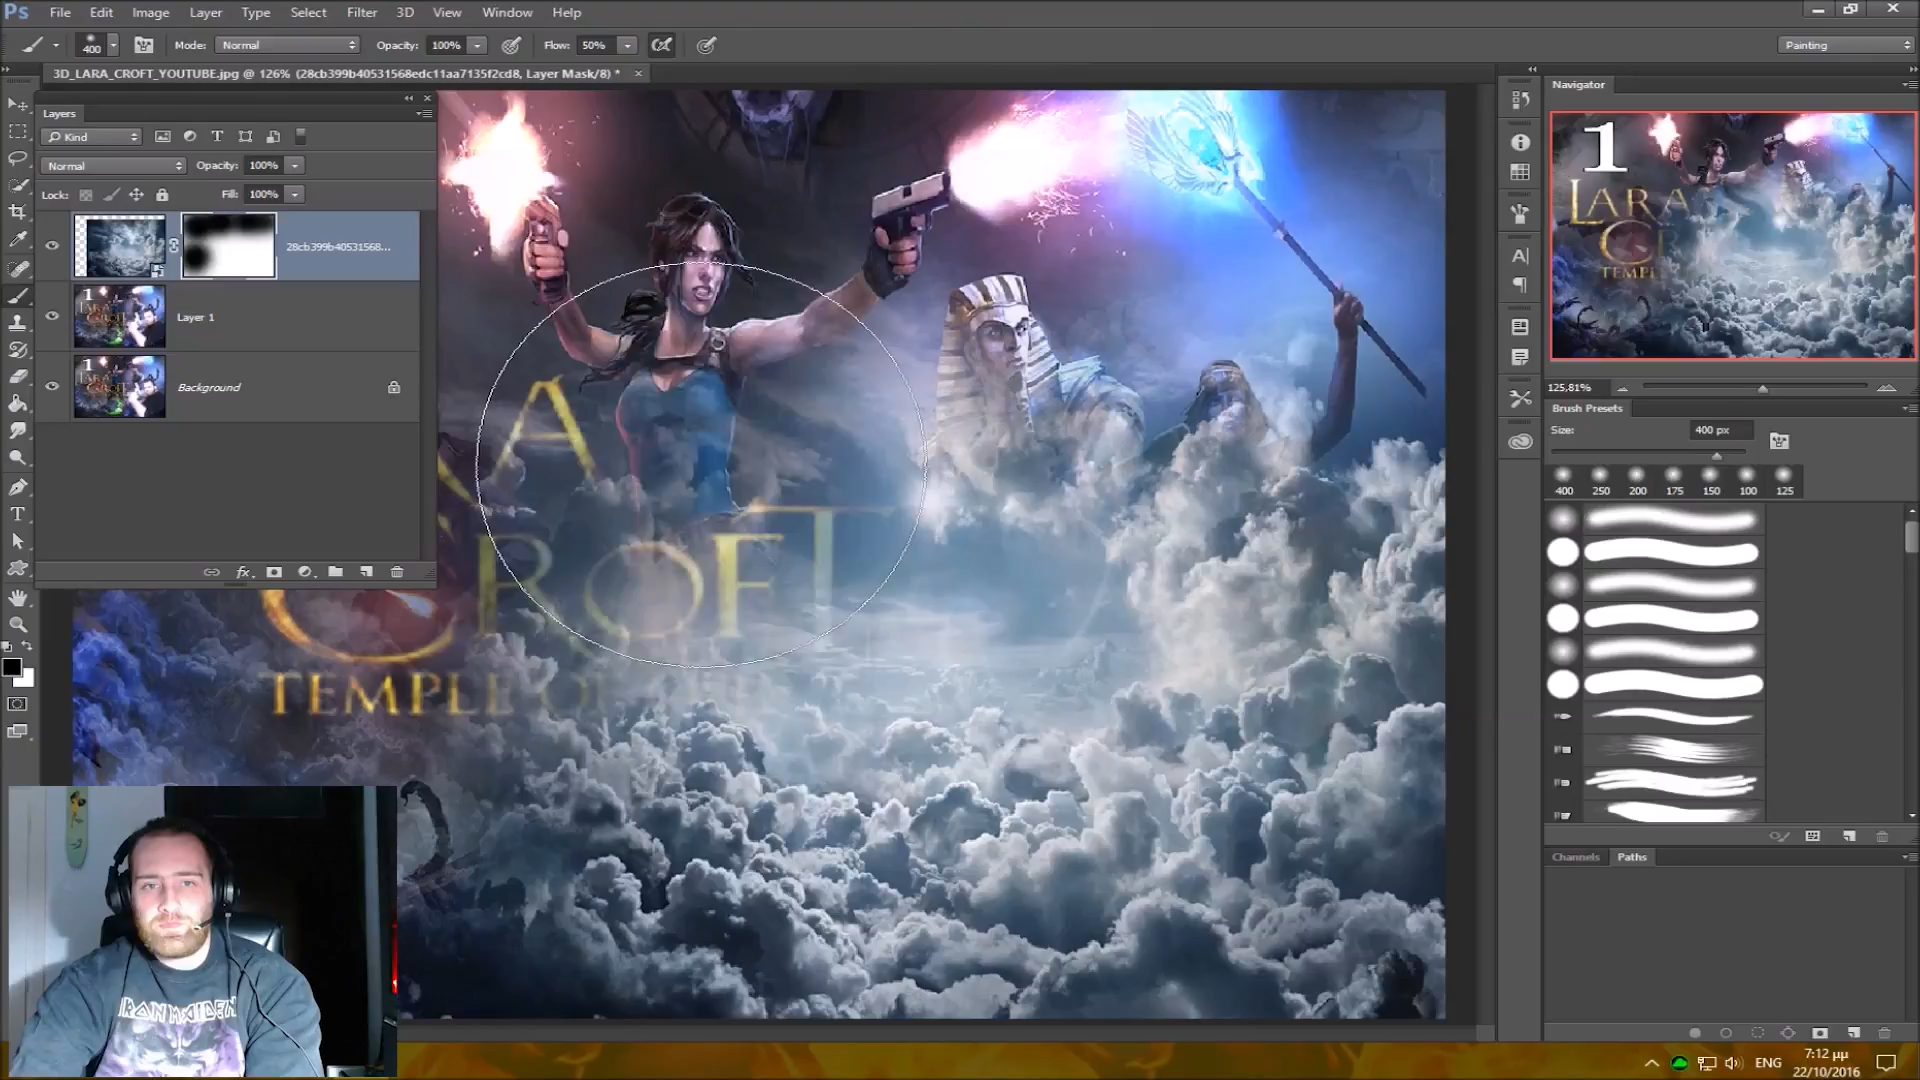 Ps File Edit Image Layer Type Select Filter 3D View Window Help
400 Mode: Normal Opacity: 100% Flow: 50% Painting
3D_LARA_CROFT_YOUTUBE.jpg @ 126% (28cb399b40531568edc11aa7135f2cd8, Layer Mask/8) * ×
Layers
Kind
Normal Opacity: 100%
Lock: Fill: 100%
28cb399b40531568...
Layer 1
Background
fx
A
CROFT
TEMPLE OF
IRON MAIDEN
Navigator
1
LARA
TEMPL
125,81%
Brush Presets
Size: 400 px
400 250 200 175 150 100 125
Channels Paths
ENG
7:12 μμ
22/10/2016